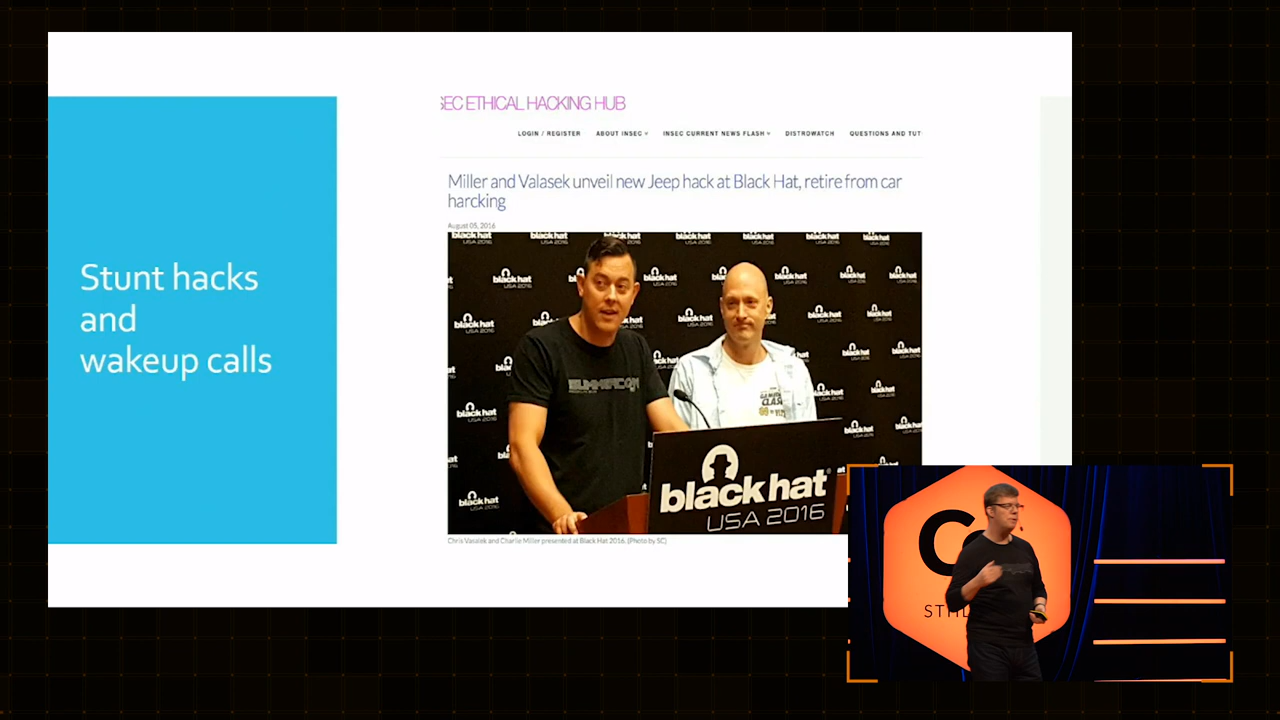 SEC ETHICAL HACKING HUB
LOGIN / REGISTER ABOUT INSEC INSEC CURRENT NEWS FLASH DISTROWATCH QUESTIONS AND TUT
Miller and Valasek unveil new Jeep hack at Black Hat, retire from car
harcking
August 05, 2016
Stunt hacks
and
wakeup calls
SUMMERCON
black hat
USA 2016
Chris Valasek and Charlie Miller presented at Black Hat 2016. (Photo by SC)